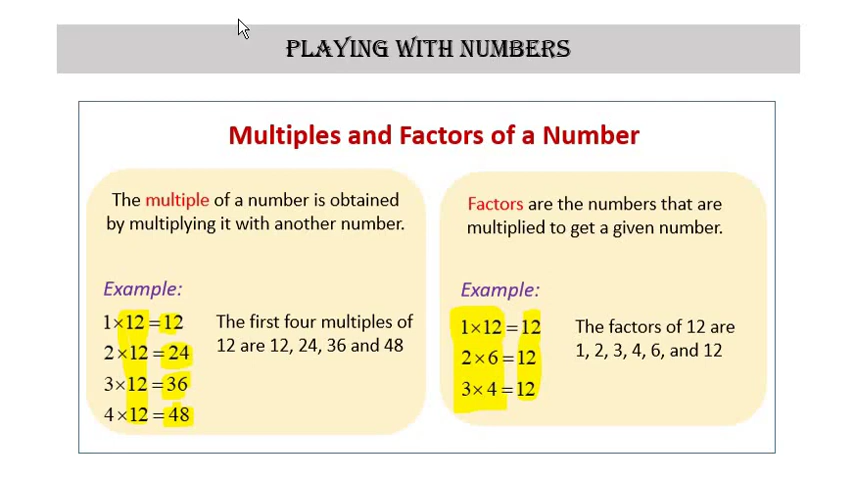 PLAYING WITH NUMBERS
Multiples and Factors of a Number
The multiple of a number is obtained
by multiplying it with another number.
Example:
1×12=12
2×12=24
3×12=36
4×12=48
The first four multiples of
12 are 12, 24, 36 and 48
Factors are the numbers that are
multiplied to get a given number.
Example:
1×12=12
2×6=12
3×4=12
The factors of 12 are
1, 2, 3, 4, 6, and 12